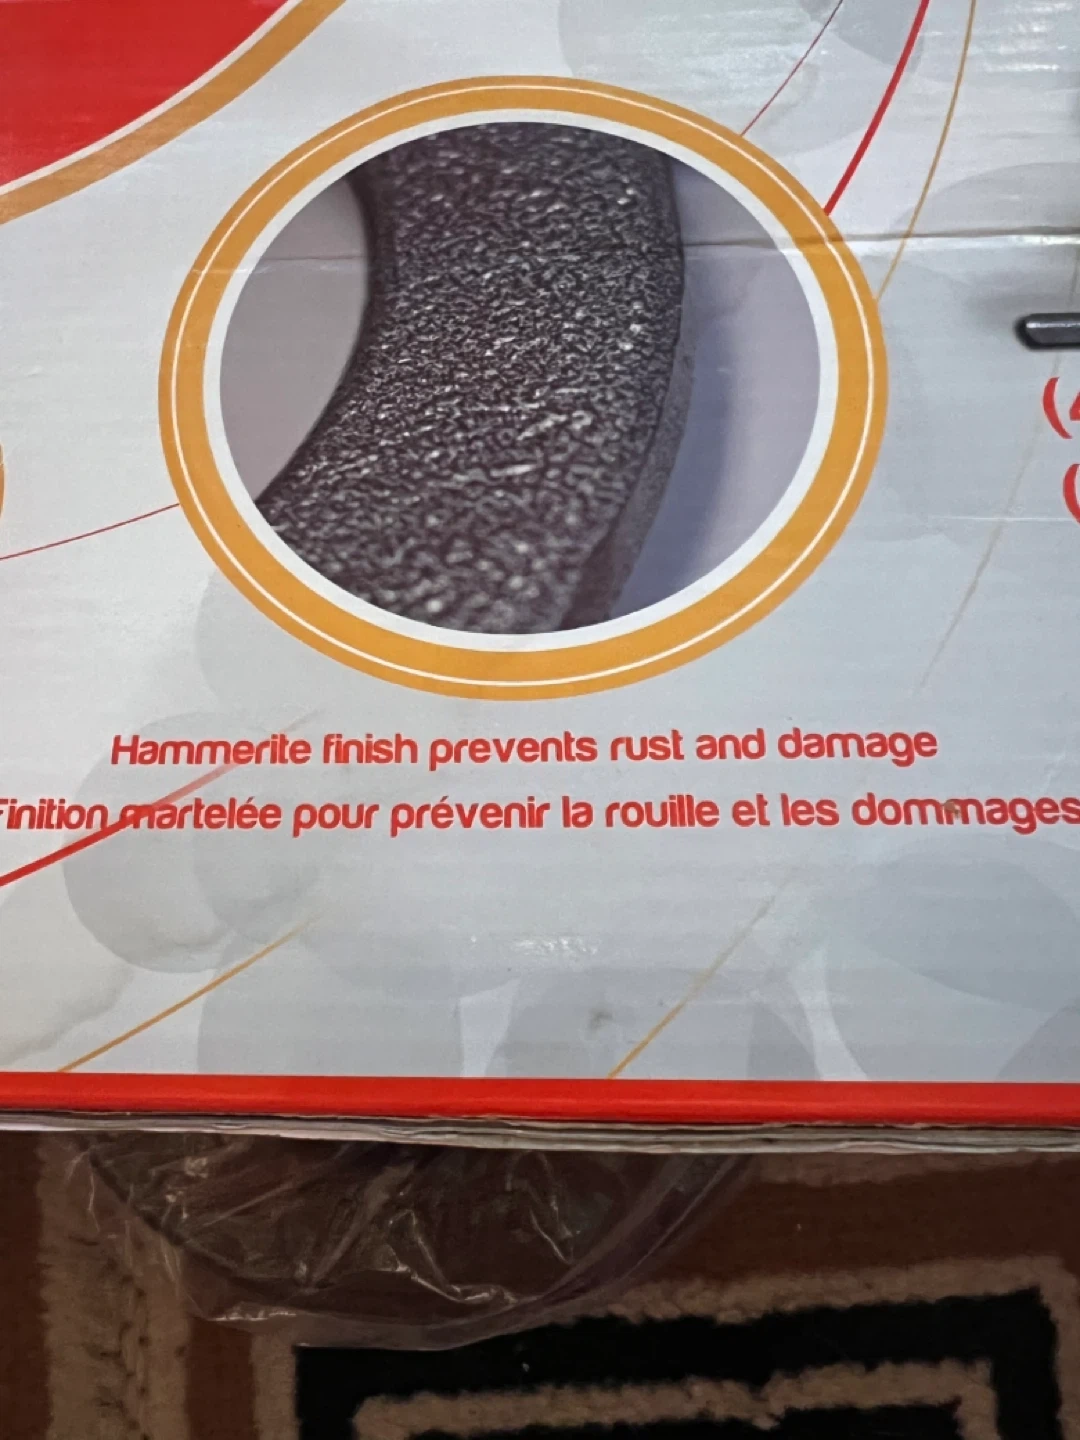 Hammerite finish prevents rust and damage
Finition martelée pour prévenir la rouille et les dommages